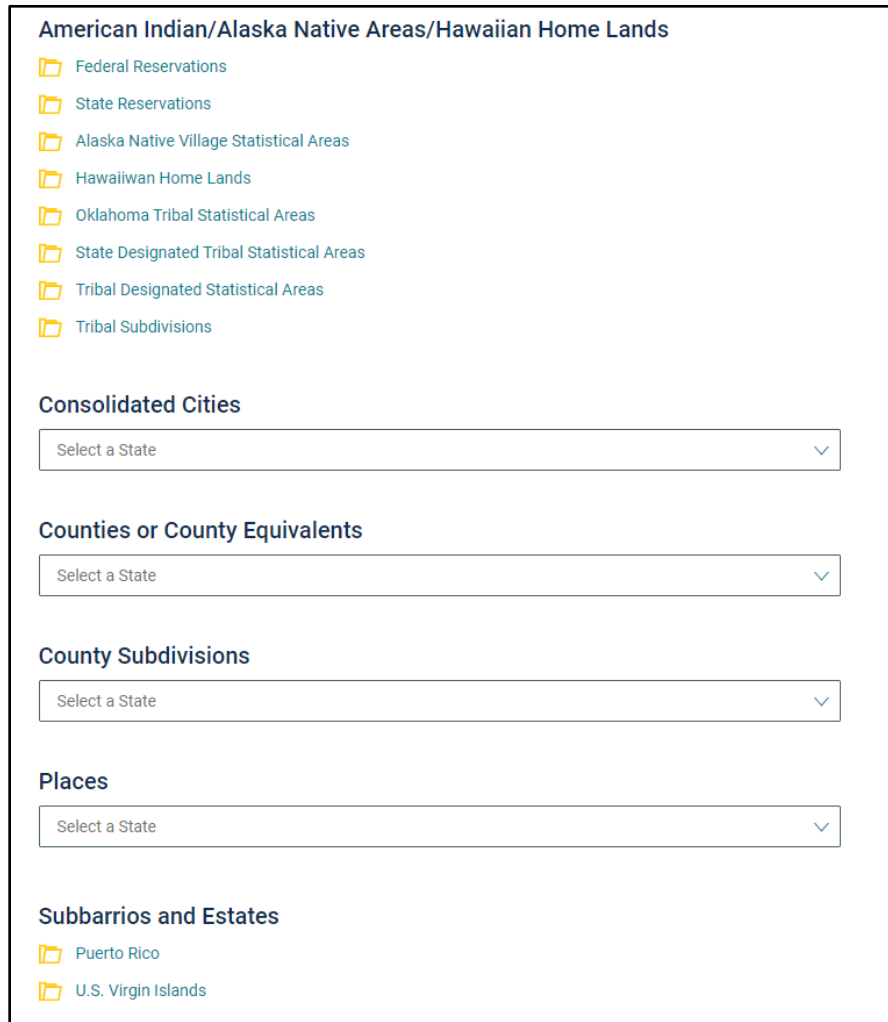 American Indian/Alaska Native Areas/Hawaiian Home Lands
Federal Reservations
State Reservations
Alaska Native Village Statistical Areas
Hawaiiwan Home Lands
Oklahoma Tribal Statistical Areas
State Designated Tribal Statistical Areas
Tribal Designated Statistical Areas
Tribal Subdivisions
Consolidated Cities
Select a State
Counties or County Equivalents
Select a State
County Subdivisions
Select a State
Places
Select a State
Subbarrios and Estates
Puerto Rico
U.S. Virgin Islands